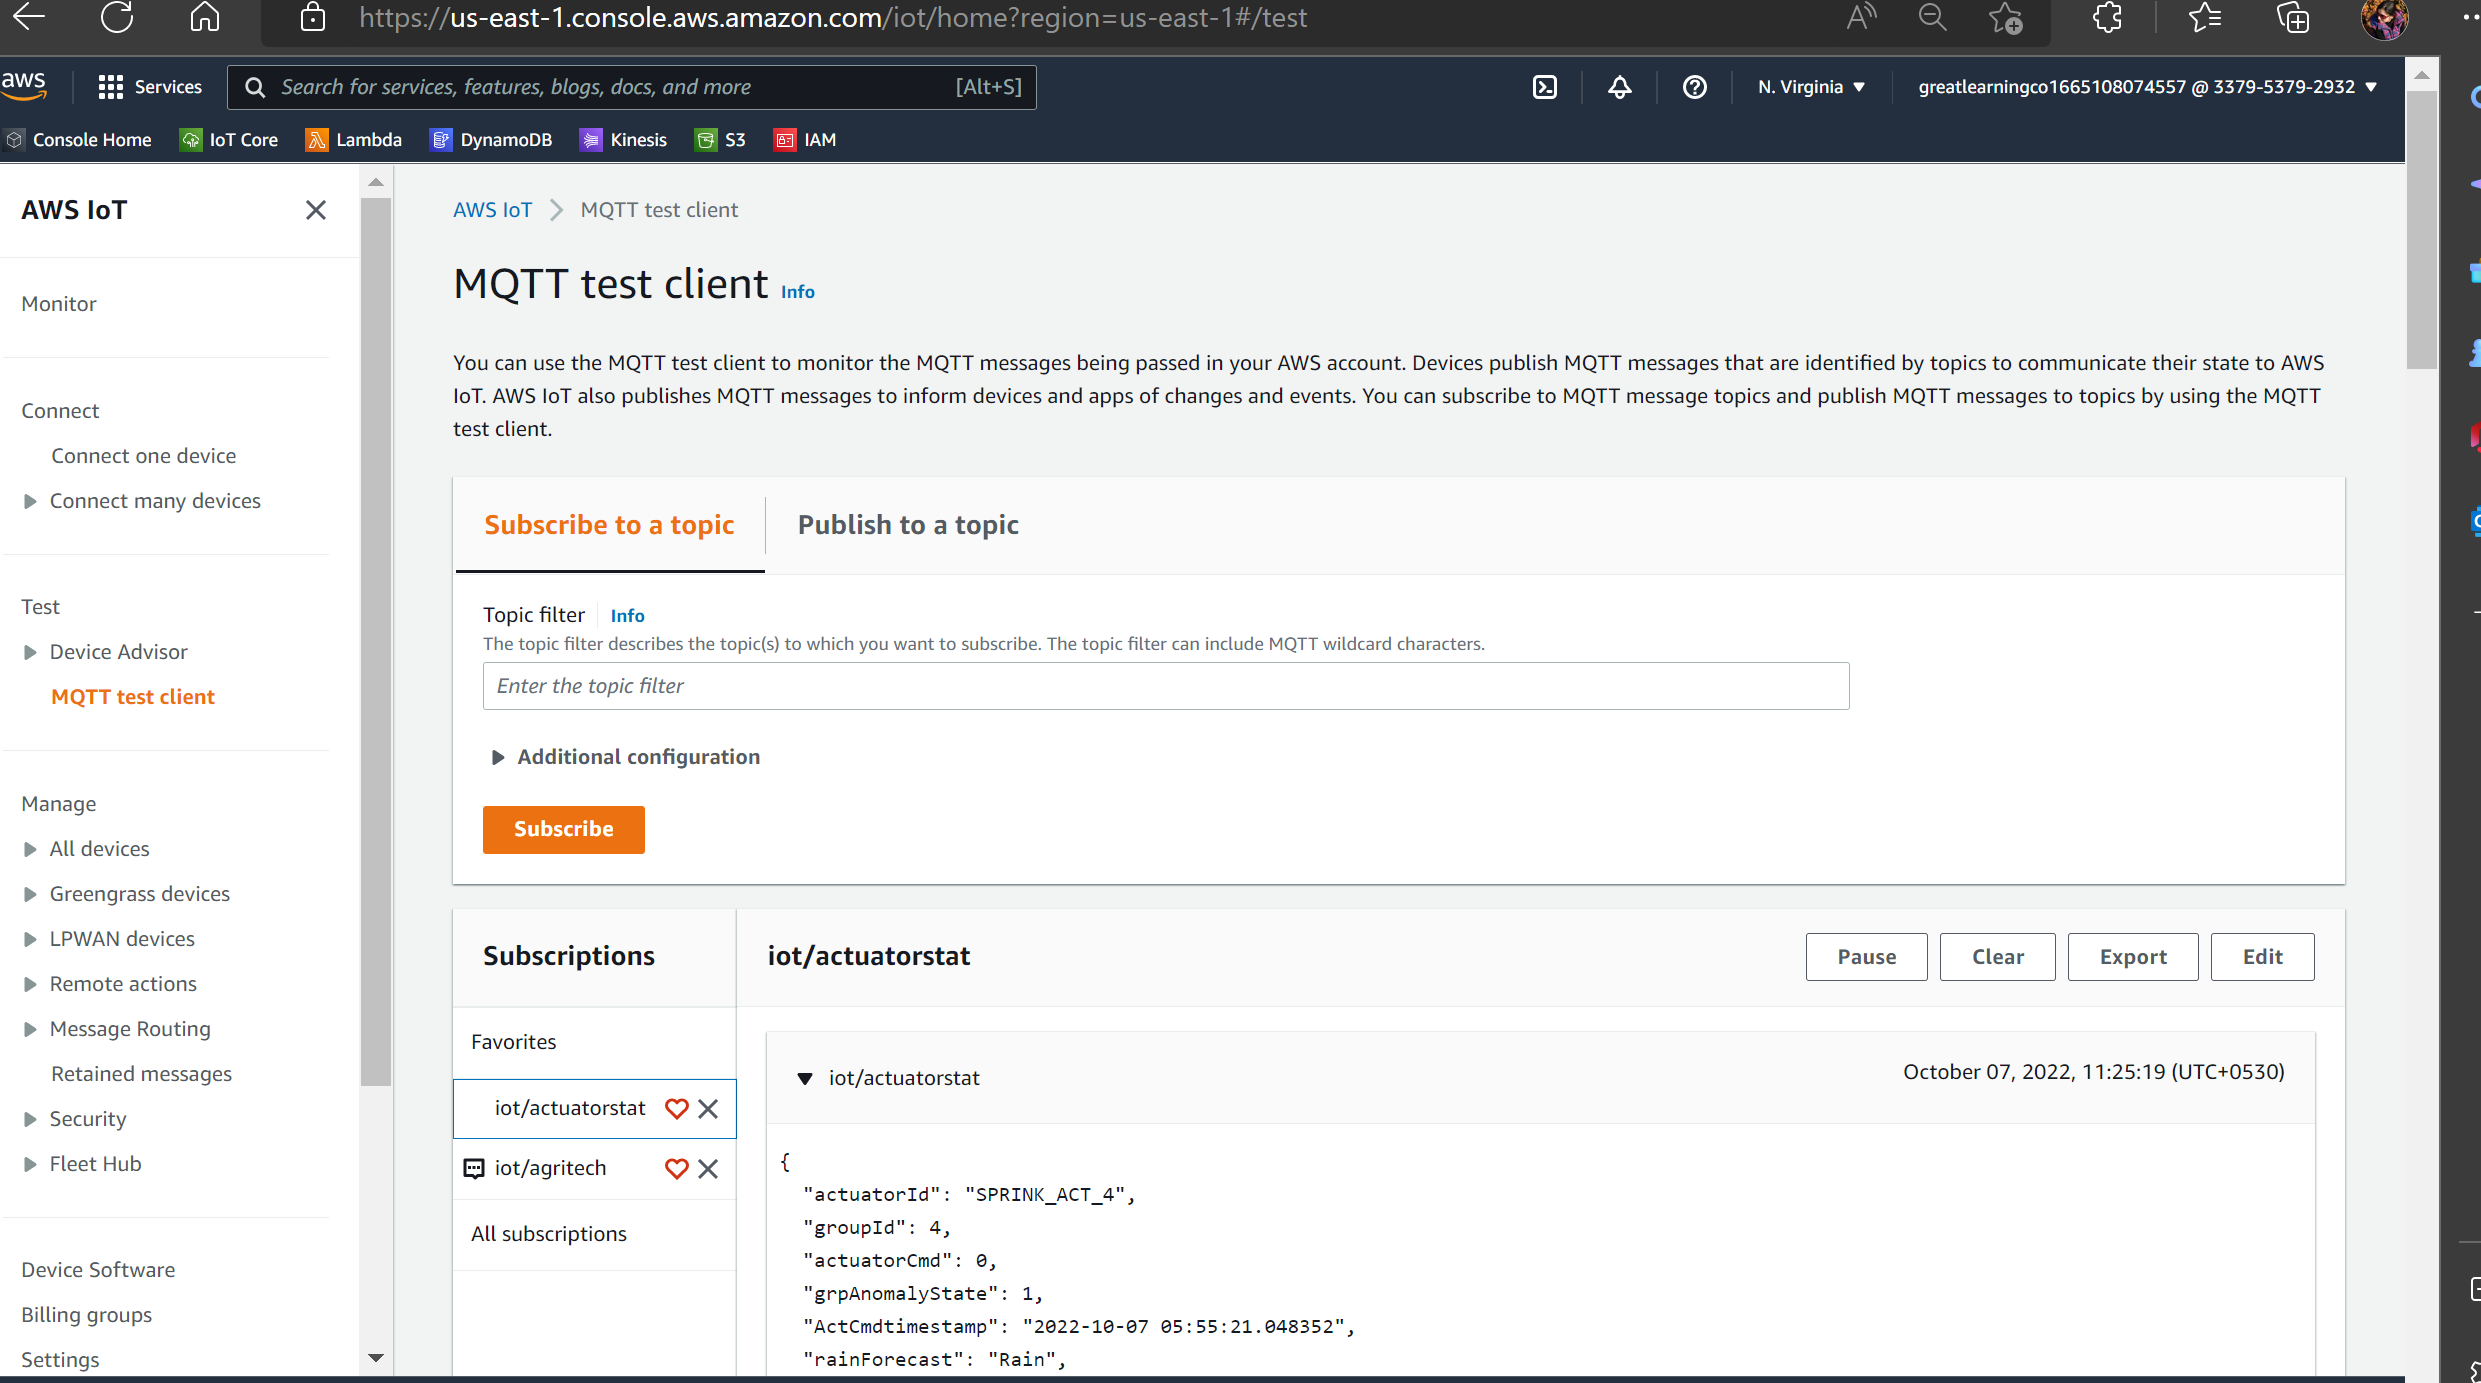 https://us-east-1.console.aws.amazon.com/iot/home?region=us-east-1#/test
aws
Services
Search for services, features, blogs, docs, and more
[Alt+S]
N. Virginia
greatlearningco1665108074557 @ 3379-5379-2932
Console Home
IoT Core
Lambda
DynamoDB
Kinesis
S3
IAM
AWS IoT
Monitor
Connect
Connect one device
Connect many devices
Test
Device Advisor
MQTT test client
Manage
All devices
Greengrass devices
LPWAN devices
Remote actions
Message Routing
Retained messages
Security
Fleet Hub
Device Software
Billing groups
Settings
AWS IoT
MQTT test client
MQTT test client Info
You can use the MQTT test client to monitor the MQTT messages being passed in your AWS account. Devices publish MQTT messages that are identified by topics to communicate their state to AWS
IoT. AWS IoT also publishes MQTT messages to inform devices and apps of changes and events. You can subscribe to MQTT message topics and publish MQTT messages to topics by using the MQTT
test client.
Subscribe to a topic
Publish to a topic
Topic filter Info
The topic filter describes the topic(s) to which you want to subscribe. The topic filter can include MQTT wildcard characters.
Enter the topic filter
Additional configuration
Subscribe
Subscriptions
Favorites
iot/actuatorstat
iot/agritech
All subscriptions
iot/actuatorstat
Pause
Clear
Export
Edit
iot/actuatorstat
October 07, 2022, 11:25:19 (UTC+0530)
{
"actuatorId": "SPRINK_ACT_4",
"groupId": 4,
"actuatorCmd": 0,
"grpAnomalyState": 1,
"ActCmdtimestamp": "2022-10-07 05:55:21.048352",
"rainForecast": "Rain",